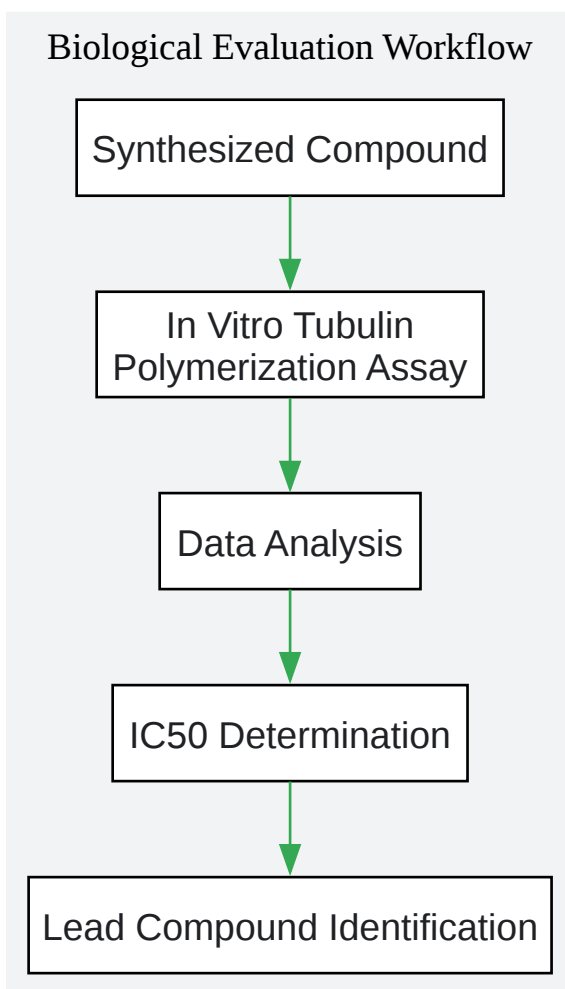 Biological Evaluation Workflow
Synthesized Compound
In Vitro Tubulin
Polymerization Assay
Data Analysis
IC50 Determination
Lead Compound Identification